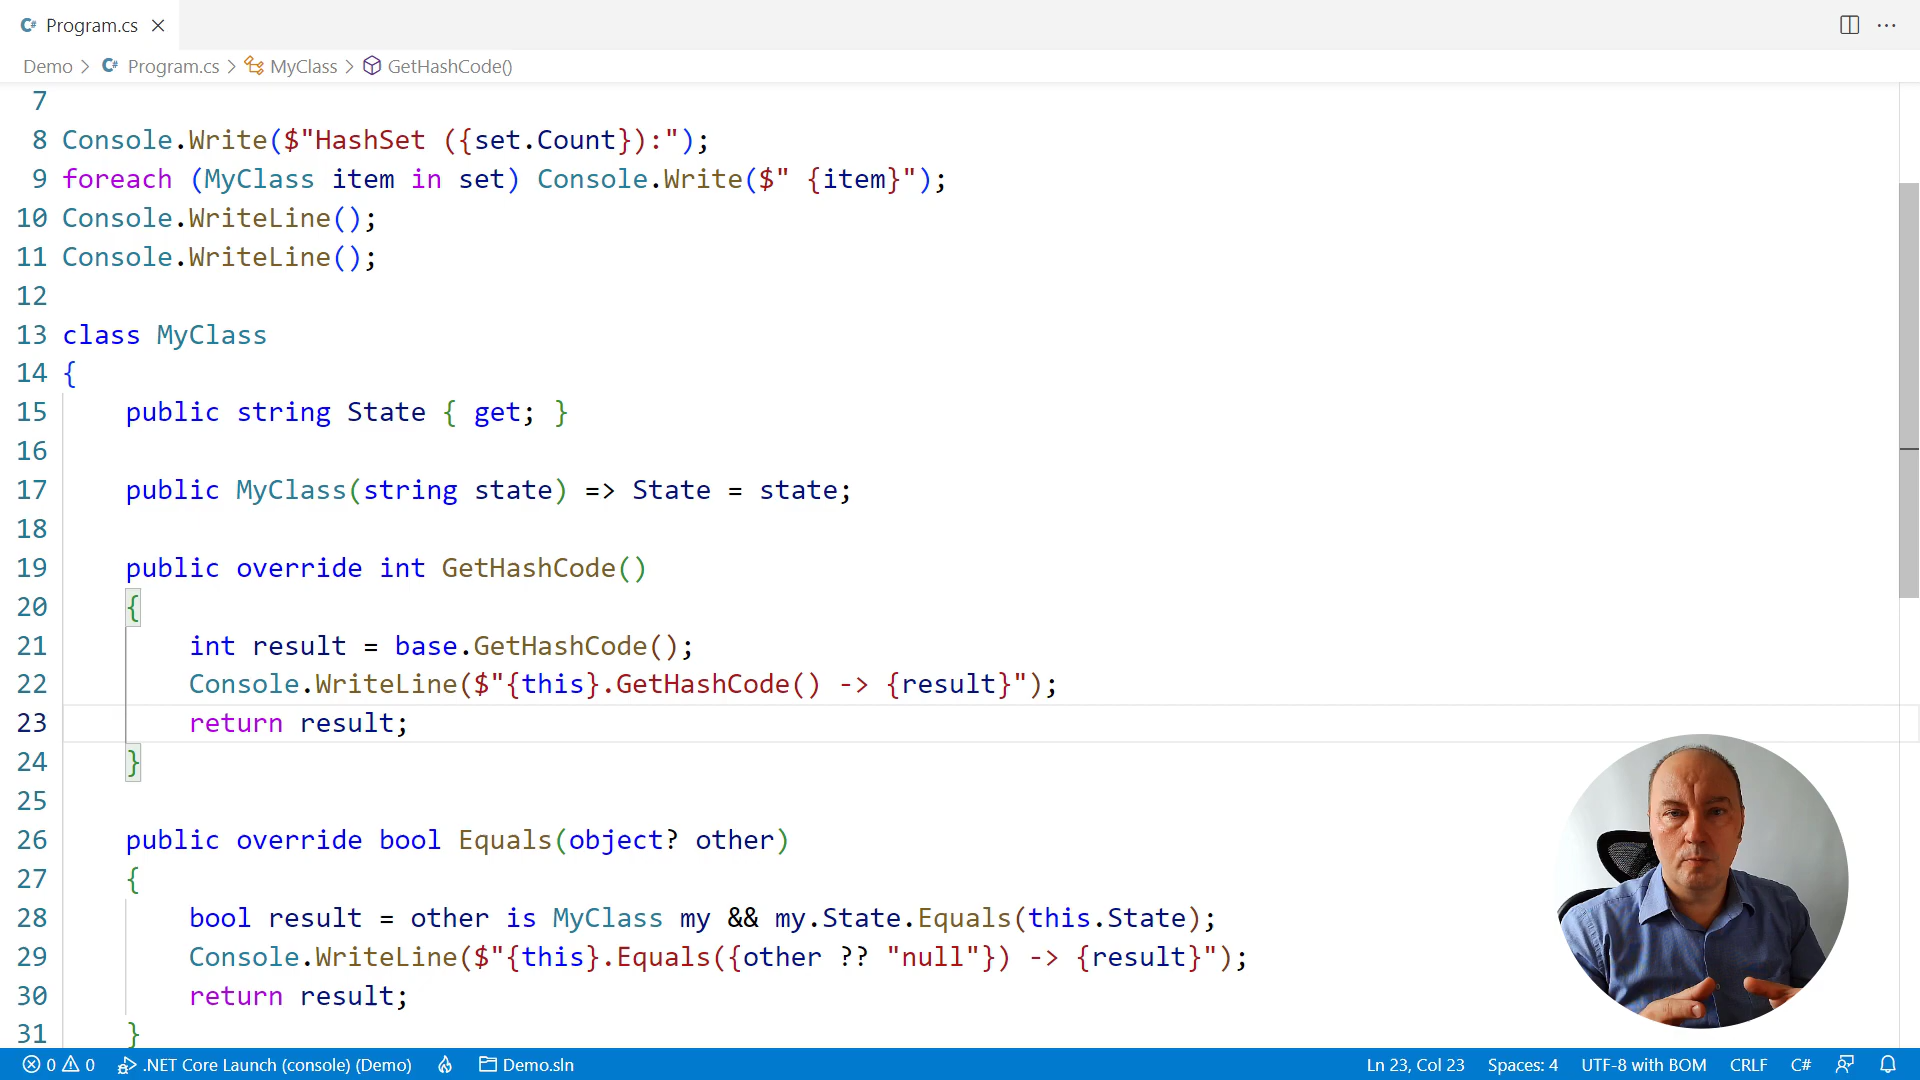 Program.cs
Demo > Program.cs > MyClass > GetHashCode()
7
8 Console.Write($"HashSet ({set.Count}):");
9 foreach (MyClass item in set) Console.Write($" {item}");
10 Console.WriteLine();
11 Console.WriteLine();
12
13 class MyClass
14 {
15 public string State { get; }
16
17 public MyClass(string state) => State = state;
18
19 public override int GetHashCode()
20 {
21 int result = base.GetHashCode();
22 Console.WriteLine($"{this}.GetHashCode() -> {result}");
23 return result;
24 }
25
26 public override bool Equals(object? other)
27 {
28 bool result = other is MyClass my && my.State.Equals(this.State);
29 Console.WriteLine($"{this}.Equals({other ?? "null"}) -> {result}");
30 return result;
31 }
0 0 .NET Core Launch (console) (Demo) Demo.sln Ln 23, Col 23 Spaces: 4 UTF-8 with BOM CRLF C#